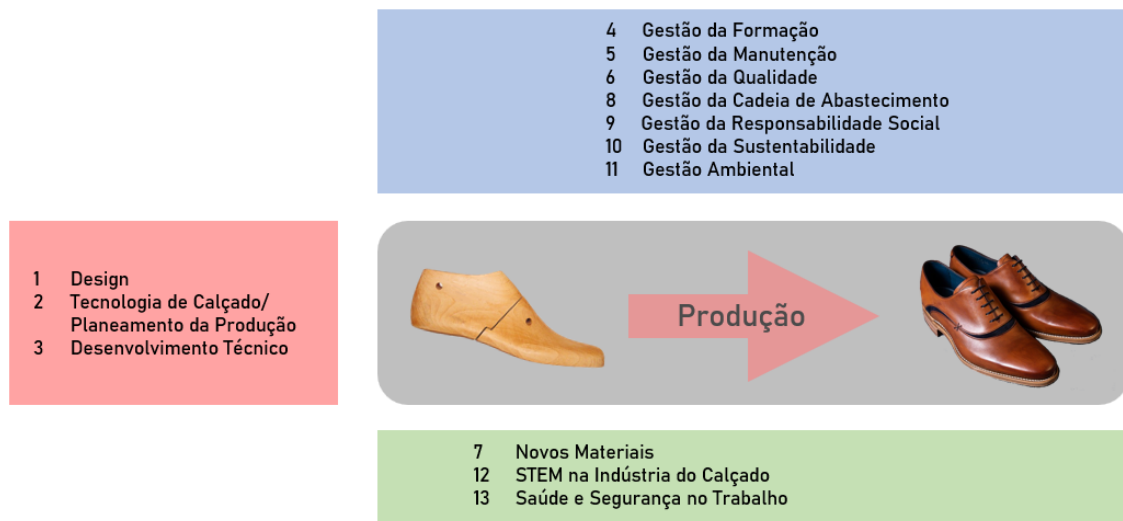 4 Gestão da Formação
5 Gestão da Manutenção
6 Gestão da Qualidade
8 Gestão da Cadeia de Abastecimento
9 Gestão da Responsabilidade Social
10 Gestão da Sustentabilidade
11 Gestão Ambiental
1 Design
2 Tecnologia de Calçado/
Planeamento da Produção
3 Desenvolvimento Técnico
Produção
7 Novos Materiais
12 STEM na Indústria do Calçado
13 Saúde e Segurança no Trabalho